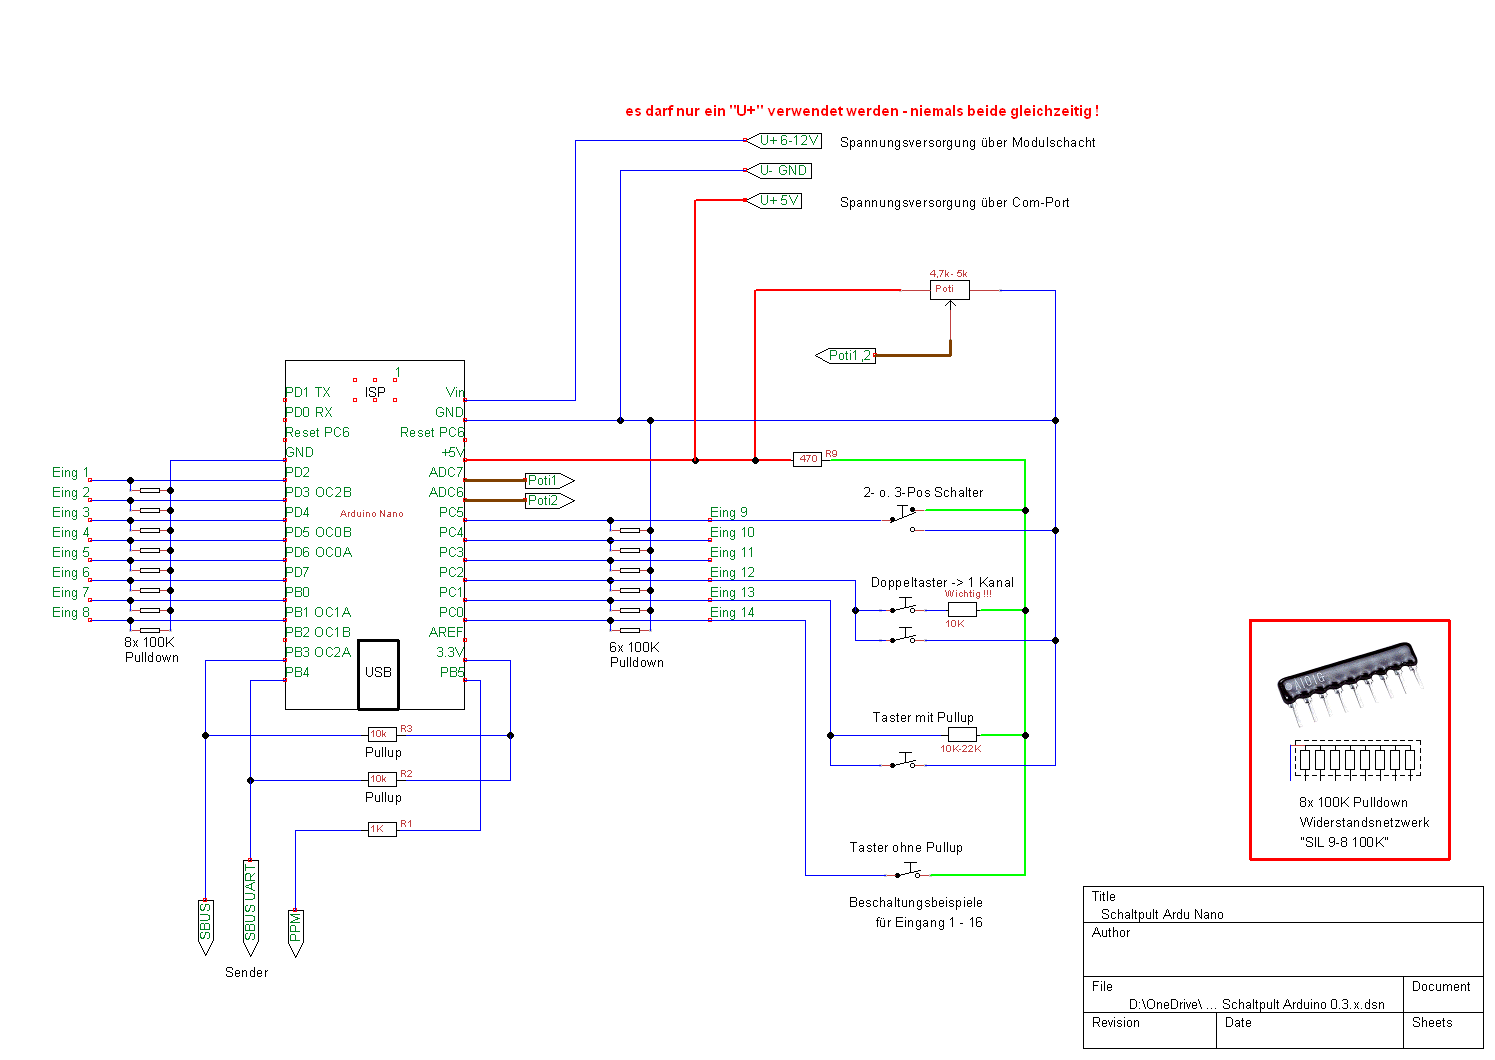 es darf nur ein "U+" verwendet werden - niemals beide gleichzeitig !
U+ 6-12V
Spannungsversorgung über Modulschacht
U- GND
U+ 5V
Spannungsversorgung über Com-Port
4,7k- 5k
Poti
Poti1,2
1
ISP
PD1 TX
PD0 RX
Reset PC6
GND
PD2
PD3 OC2B
PD4
PD5 OC0B
PD6 OC0A
PD7
PB0
PB1 OC1A
PB2 OC1B
PB3 OC2A
PB4
Arduino Nano
USB
Vin
GND
Reset PC6
+5V
ADC7
ADC6
PC5
PC4
PC3
PC2
PC1
PC0
AREF
3.3V
PB5
Poti1
Poti2
Eing 1
Eing 2
Eing 3
Eing 4
Eing 5
Eing 6
Eing 7
Eing 8
8x 100K
Pulldown
6x 100K
Pulldown
Eing 9
Eing 10
Eing 11
Eing 12
Eing 13
Eing 14
470
R9
2- o. 3-Pos Schalter
Doppeltaster -> 1 Kanal
Wichtig !!!
10K
Taster mit Pullup
10K-22K
Taster ohne Pullup
Beschaltungsbeispiele
für Eingang 1 - 16
10k
R3
Pullup
10k
R2
Pullup
1K
R1
SBUS
SBUS UART
PPM
Sender
A101G
8x 100K Pulldown
Widerstandsnetzwerk
"SIL 9-8 100K"
Title
Schaltpult Ardu Nano
Author
File
D:\OneDrive\ ... Schaltpult Arduino 0.3.x.dsn
Document
Revision
Date
Sheets